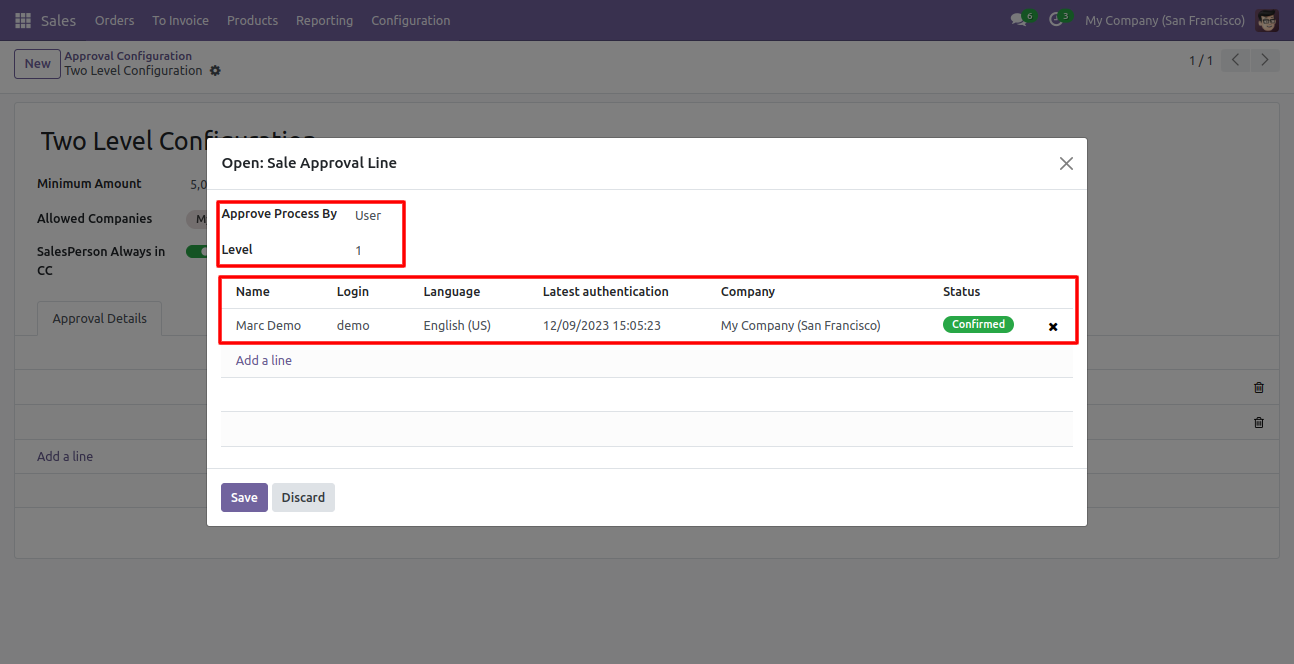 Sales Orders To Invoice Products Reporting Configuration 6 3 My Company (San Francisco)
New Approval Configuration
Two Level Configuration 1 / 1
Two Level
Open: Sale Approval Line
Minimum Amount 5,0
Allowed Companies
SalesPerson Always in
CC
Approval Details
Add a line
Approve Process By User
Level 1
Name Login Language Latest authentication Company Status
Marc Demo demo English (US) 12/09/2023 15:05:23 My Company (San Francisco) Confirmed
Add a line
Save Discard